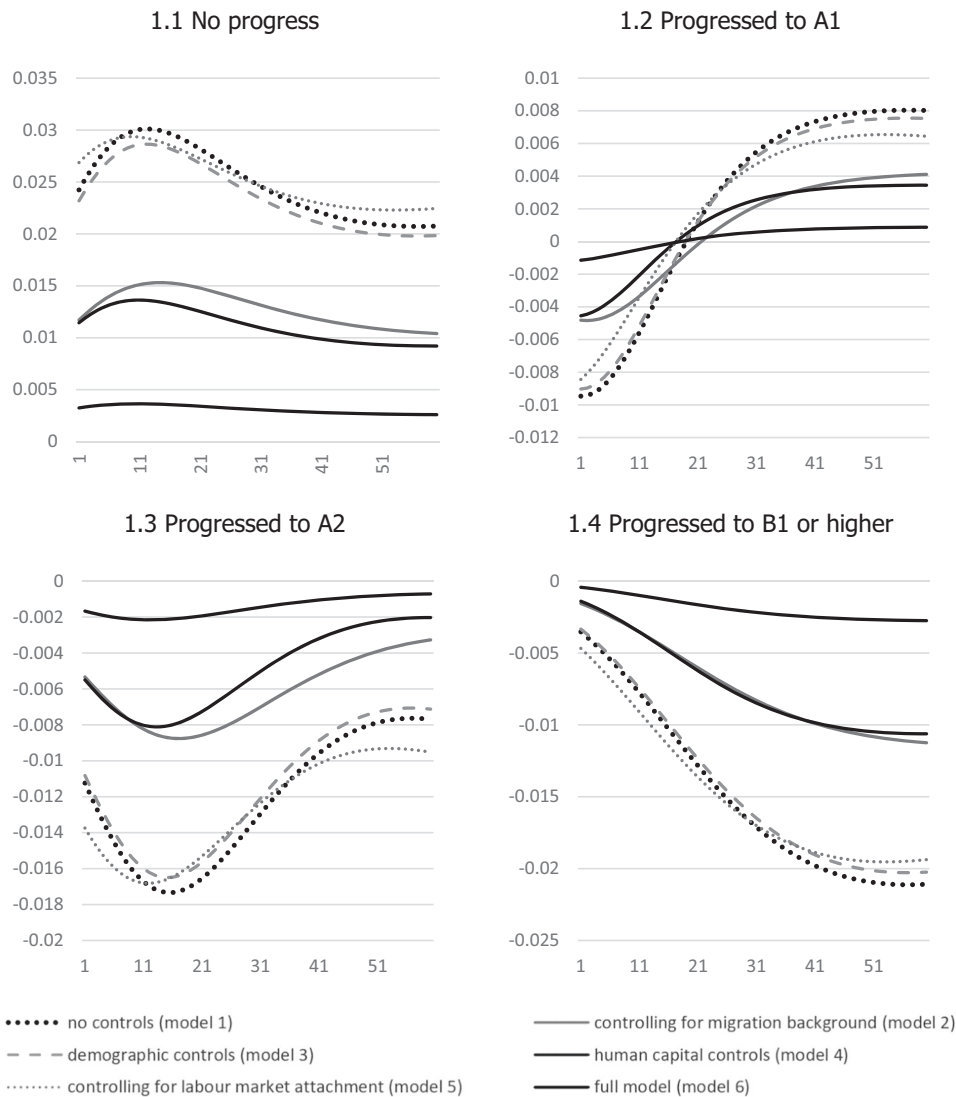 1.1 No progress
0.035
0.03
0.025
0.02
0.015
0.01
0.005
0
1 11 21 31 41 51
1.2 Progressed to A1
0.01
0.008
0.006
0.004
0.002
0
-0.002
-0.004
-0.006
-0.008
-0.01
-0.012
1 11 21 31 41 51
1.3 Progressed to A2
0
-0.002
-0.004
-0.006
-0.008
-0.01
-0.012
-0.014
-0.016
-0.018
-0.02
1 11 21 31 41 51
1.4 Progressed to B1 or higher
0
-0.005
-0.01
-0.015
-0.02
-0.025
1 11 21 31 41 51
no controls (model 1)
controlling for migration background (model 2)
demographic controls (model 3)
human capital controls (model 4)
controlling for labour market attachment (model 5)
full model (model 6)